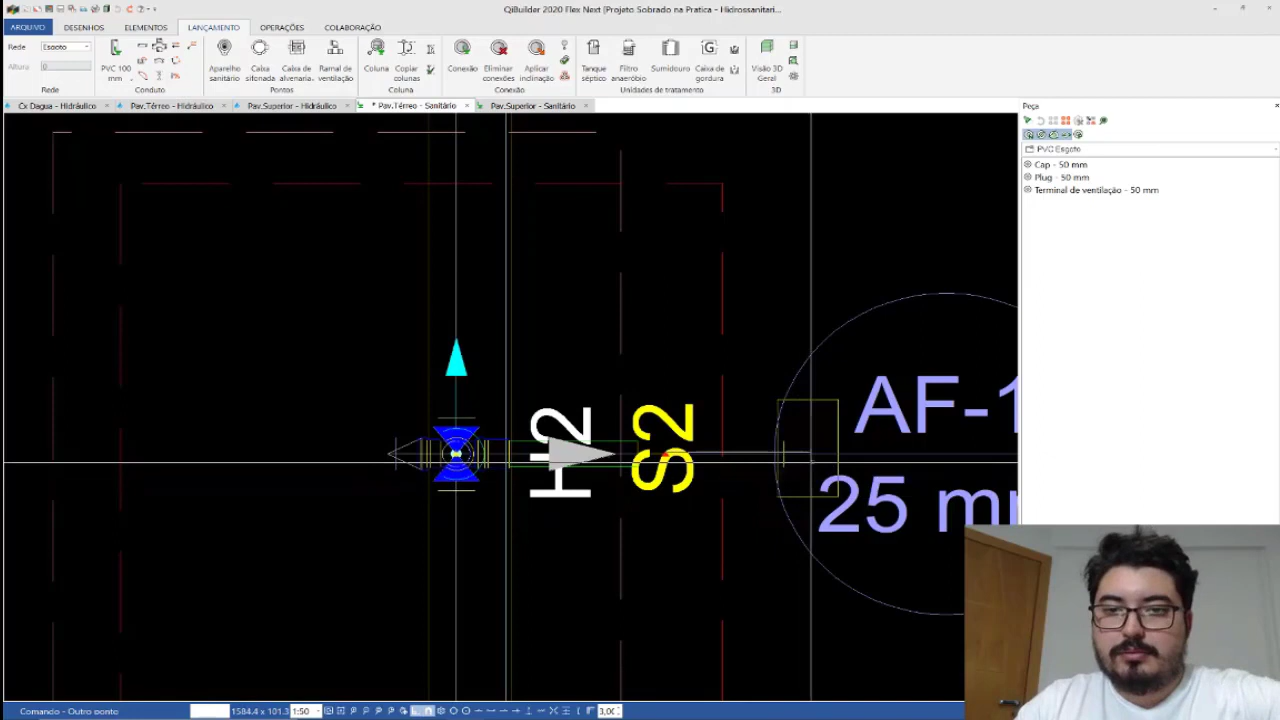 QiBuilder 2020 Flex Next [Projeto Sobrado na Pratica - Hidrossanitari...
ARQUIVO DESENHOS ELEMENTOS LANÇAMENTO OPERAÇÕES COLABORAÇÃO
Rede Esgoto
Altura 0
PVC 100 mm
Aparelho sanitário
Caixa sifonada
Caixa de alvenaria
Ramal de ventilação
Coluna
Copiar colunas
Conexão
Eliminar conexões
Aplicar inclinação
Tanque séptico
Filtro anaeróbio
Sumidouro
Caixa de gordura
Visão 3D Geral
Rede Conduto Pontos Coluna Conexão Unidades de tratamento 3D
Cx Dagua - Hidráulico Pav.Térreo - Hidráulico Pav.Superior - Hidráulico * Pav.Térreo - Sanitário Pav.Superior - Sanitário
Peça
PVC Esgoto
Cap - 50 mm
Plug - 50 mm
Terminal de ventilação - 50 mm
H2
S2
AF-1
25 mm
Comando - Outro ponto 1584.4 x 101.3 1:50 3,00